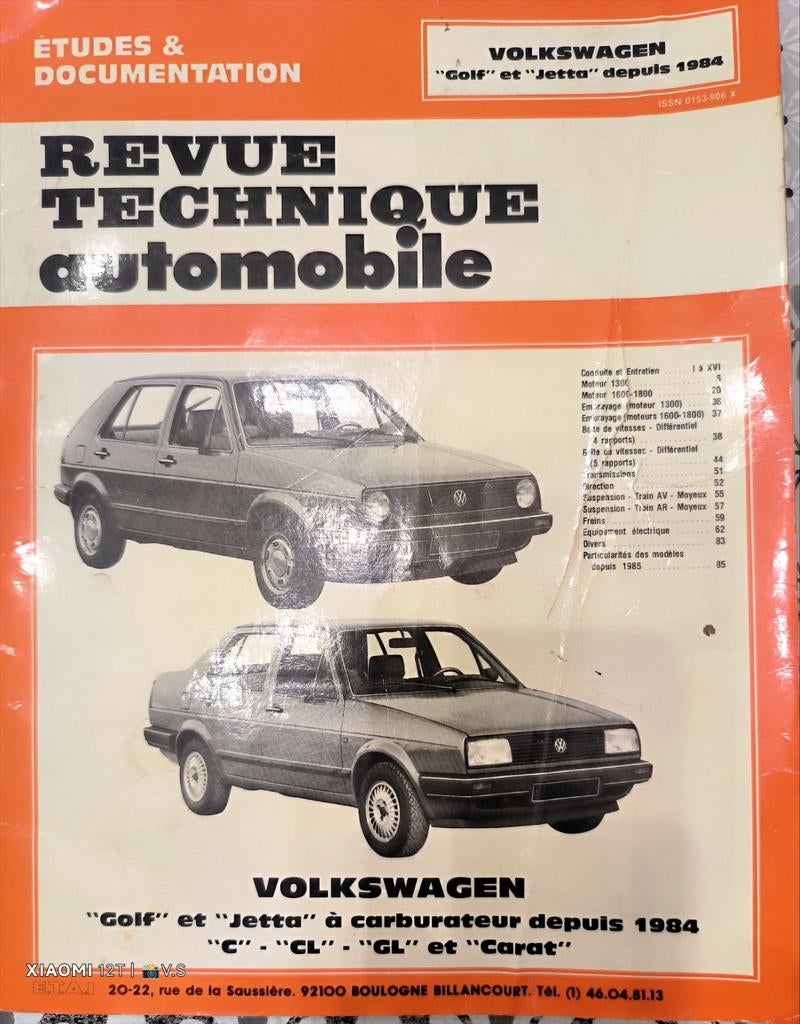 ÉTUDES &
DOCUMENTATION
VOLKSWAGEN
"Golf" et "Jetta" depuis 1984
ISSN 0153-906 X
REVUE
TECHNIQUE
automobile
Conduite et Entretien ..... I à XVI
Moteur 1300 ..... 5
Moteur 1600-1800 ..... 20
Embrayage (moteur 1300) ..... 36
Embrayage (moteurs 1600-1800) 37
Boîte de vitesses - Différentiel
(4 rapports) ..... 38
Boîte de vitesses - Différentiel
(5 rapports) ..... 44
Transmissions ..... 51
Direction ..... 52
Suspension - Train AV - Moyeux 55
Suspension - Train AR - Moyeux 57
Freins ..... 59
Equipement électrique ..... 62
Divers ..... 83
Particularités des modèles
depuis 1985 ..... 85
VOLKSWAGEN
"Golf" et "Jetta" à carburateur depuis 1984
"C" - "CL" - "GL" et "Carat"
XIAOMI 12T | V.S
E.T.A.I 20-22, rue de la Saussière. 92100 BOULOGNE BILLANCOURT. Tél. (1) 46.04.81.13